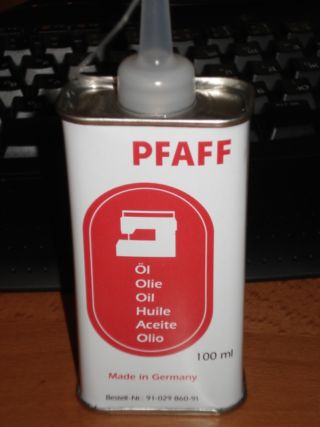 PFAFF
Öl
Olie
Oil
Huile
Aceite
Olio
100 ml
Made in Germany
Bestell-Nr.: 91-029 860-91